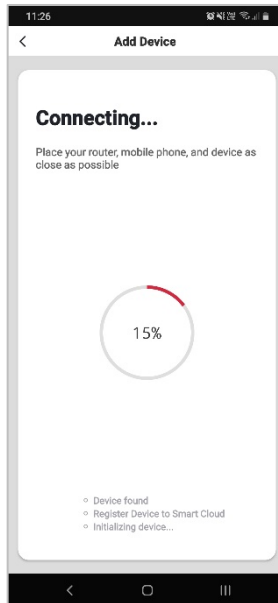 11:26
Add Device
Connecting...
Place your router, mobile phone, and device as
close as possible
15%
Device found
Register Device to Smart Cloud
Initializing device...